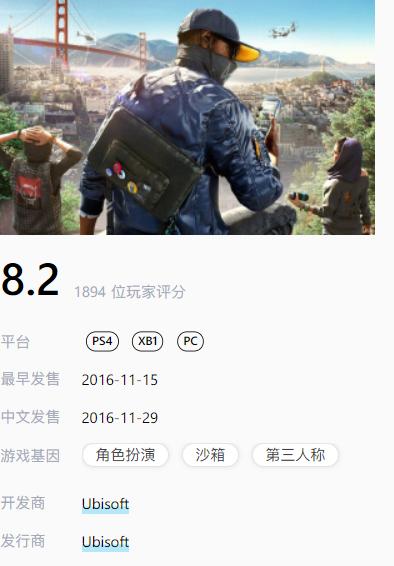 8.2 1894 位玩家评分
平台 PS4 XB1 PC
最早发售 2016-11-15
中文发售 2016-11-29
游戏基因 角色扮演 沙箱 第三人称
开发商 Ubisoft
发行商 Ubisoft